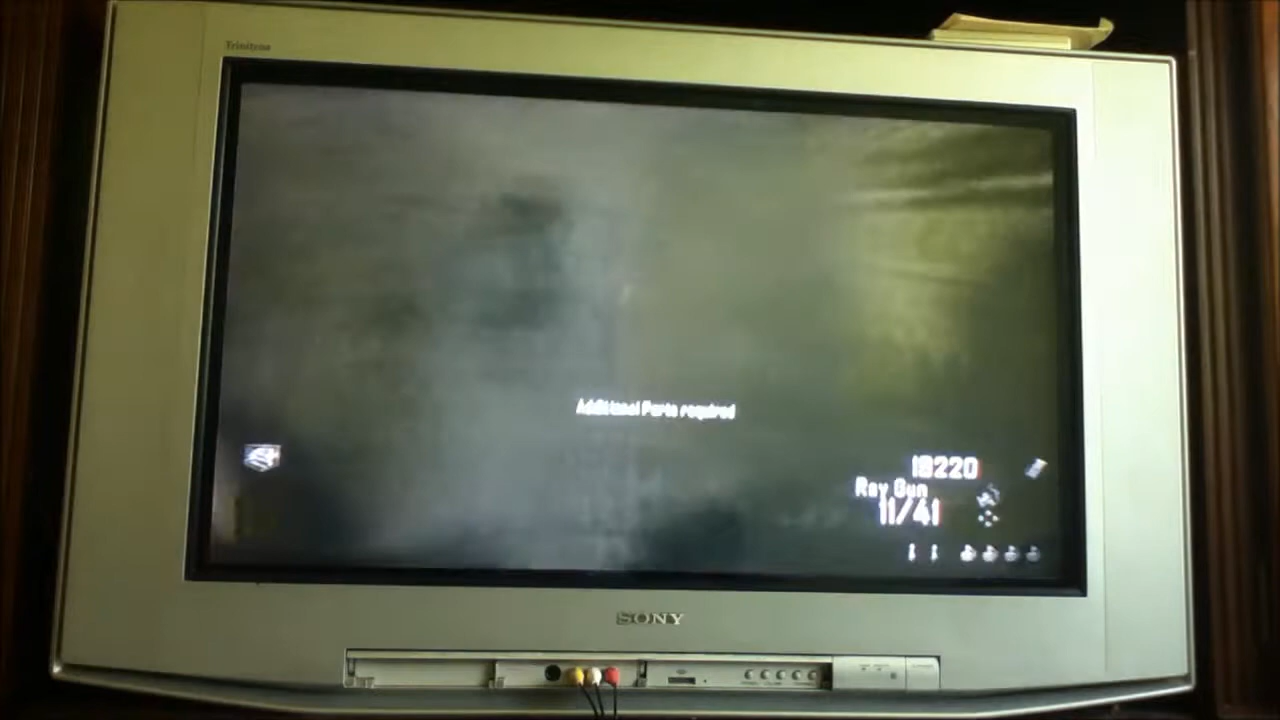 Trinitron
Additional Parts required
18220
Ray Gun
11/41
SONY